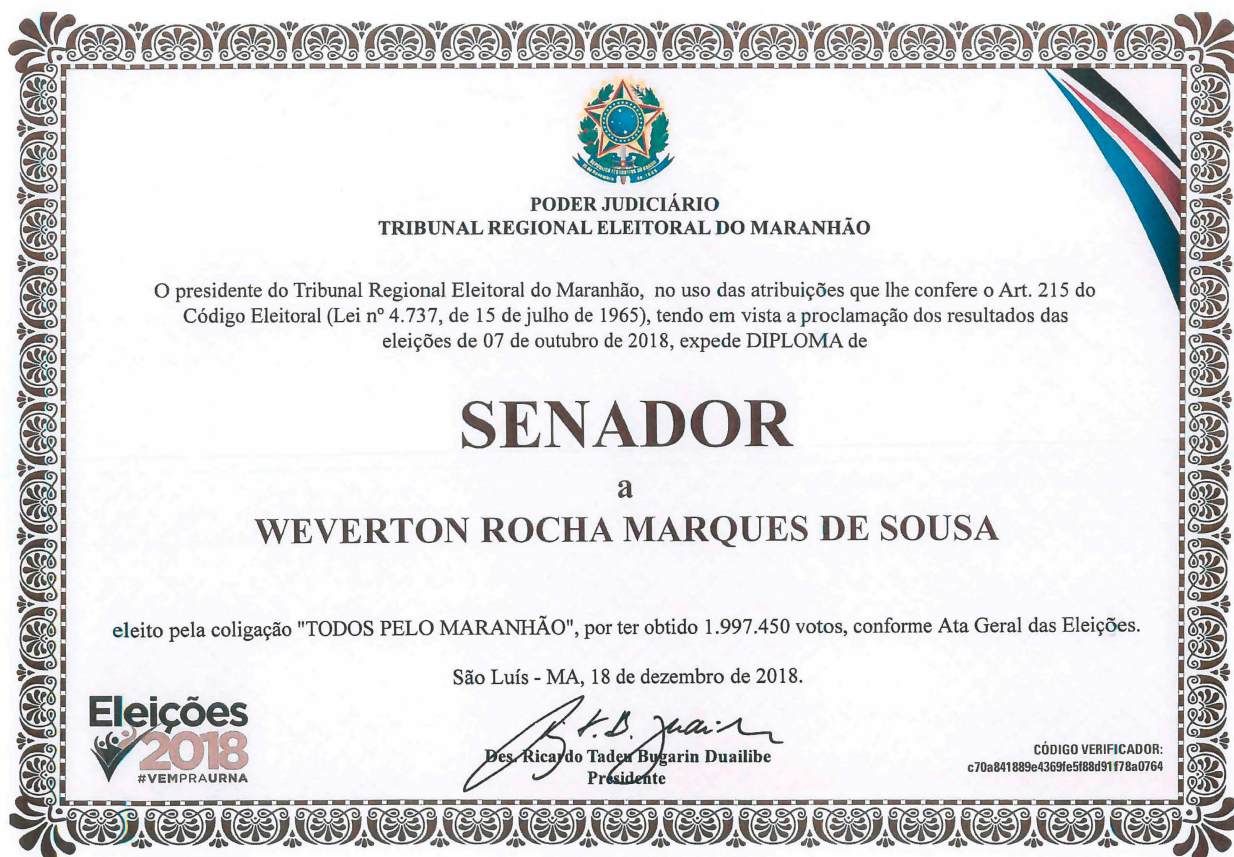 PODER JUDICIÁRIO
TRIBUNAL REGIONAL ELEITORAL DO MARANHÃO
O presidente do Tribunal Regional Eleitoral do Maranhão, no uso das atribuições que lhe confere o Art. 215 do
Código Eleitoral (Lei nº 4.737, de 15 de julho de 1965), tendo em vista a proclamação dos resultados das
eleições de 07 de outubro de 2018, expede DIPLOMA de
SENADOR
a
WEVERTON ROCHA MARQUES DE SOUSA
eleito pela coligação "TODOS PELO MARANHÃO", por ter obtido 1.997.450 votos, conforme Ata Geral das Eleições.
São Luís - MA, 18 de dezembro de 2018.
Eleições
2018
#VEMPRAURNA
Des. Ricardo Tadeu Bugarin Duailibe
Presidente
CÓDIGO VERIFICADOR:
c70a841889e4369fe5f88d91f78a0764